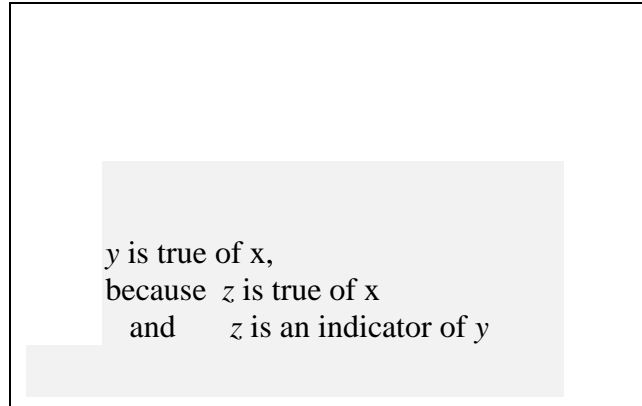 y is true of x,
because z is true of x
and z is an indicator of y